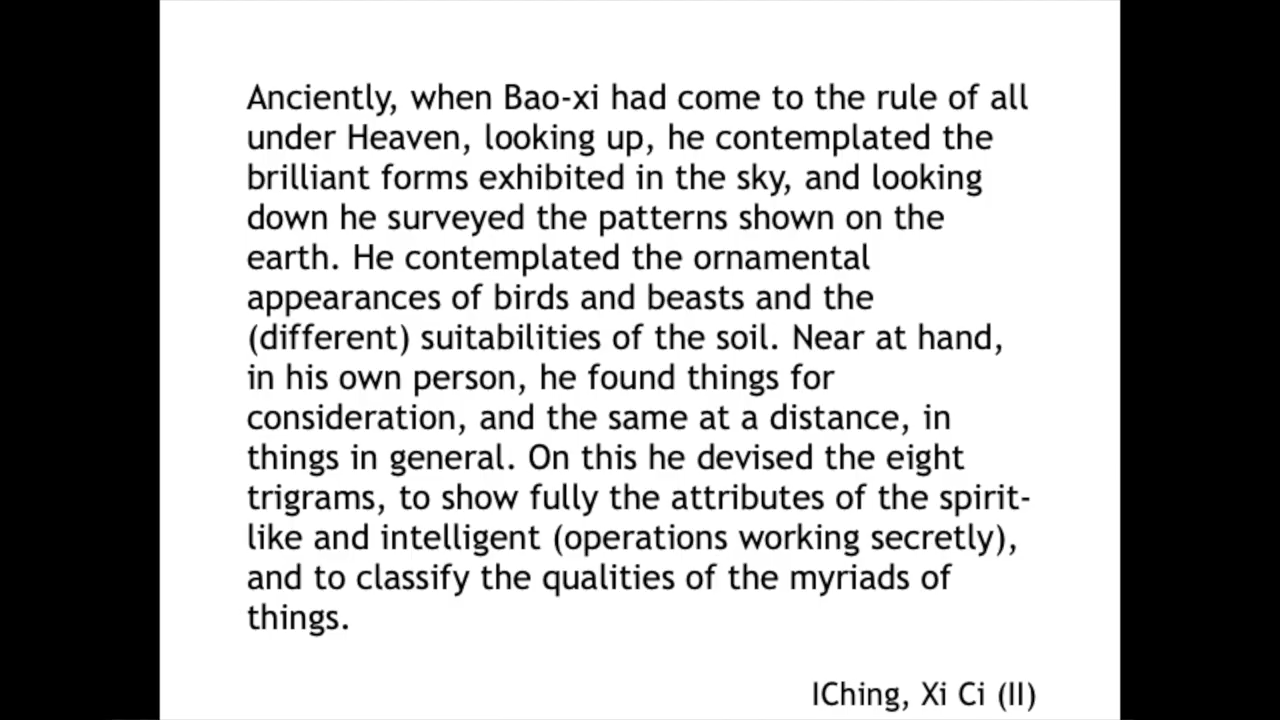 Anciently, when Bao-xi had come to the rule of all
under Heaven, looking up, he contemplated the
brilliant forms exhibited in the sky, and looking
down he surveyed the patterns shown on the
earth. He contemplated the ornamental
appearances of birds and beasts and the
(different) suitabilities of the soil. Near at hand,
in his own person, he found things for
consideration, and the same at a distance, in
things in general. On this he devised the eight
trigrams, to show fully the attributes of the spirit-
like and intelligent (operations working secretly),
and to classify the qualities of the myriads of
things.
IChing, Xi Ci (II)